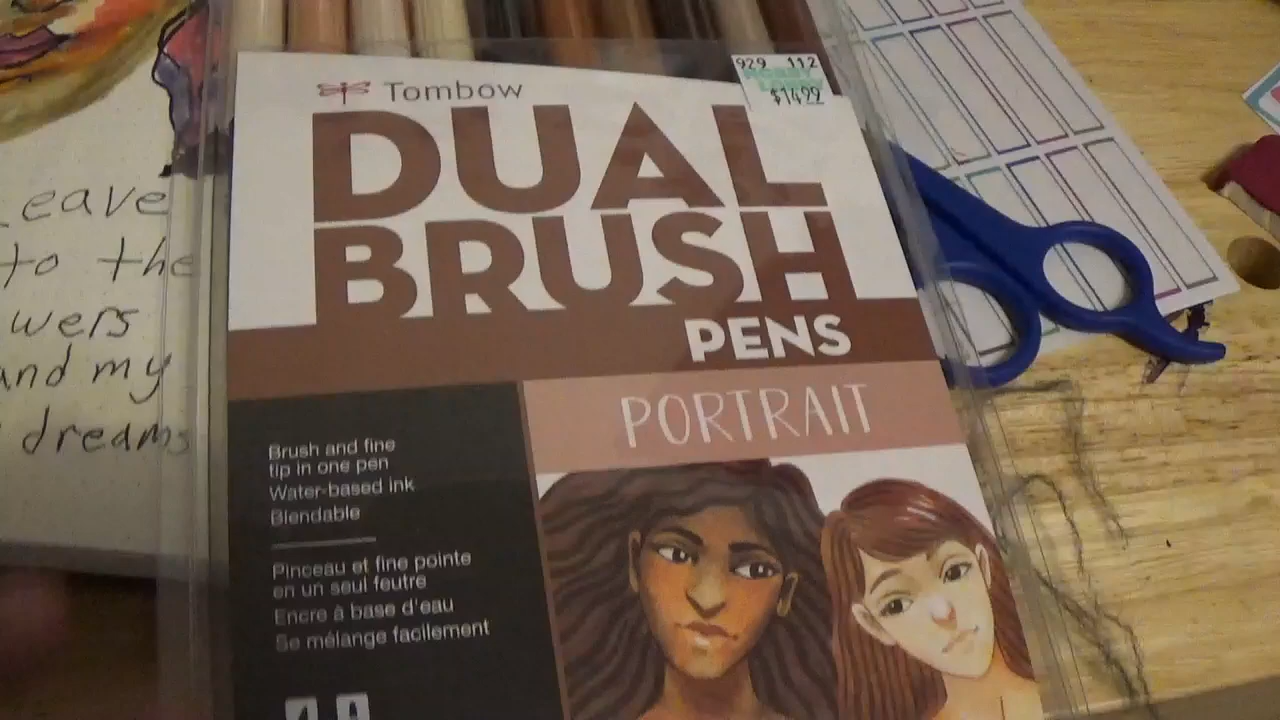 929 112
HOBBY
LOBBY
$14.99
Tombow
DUAL
BRUSH
PENS
PORTRAIT
Brush and fine
tip in one pen
Water-based ink
Blendable
Pinceau et fine pointe
en un seul feutre
Encre à base d'eau
Se mélange facilement
eave
to the
wers
and my
dreams